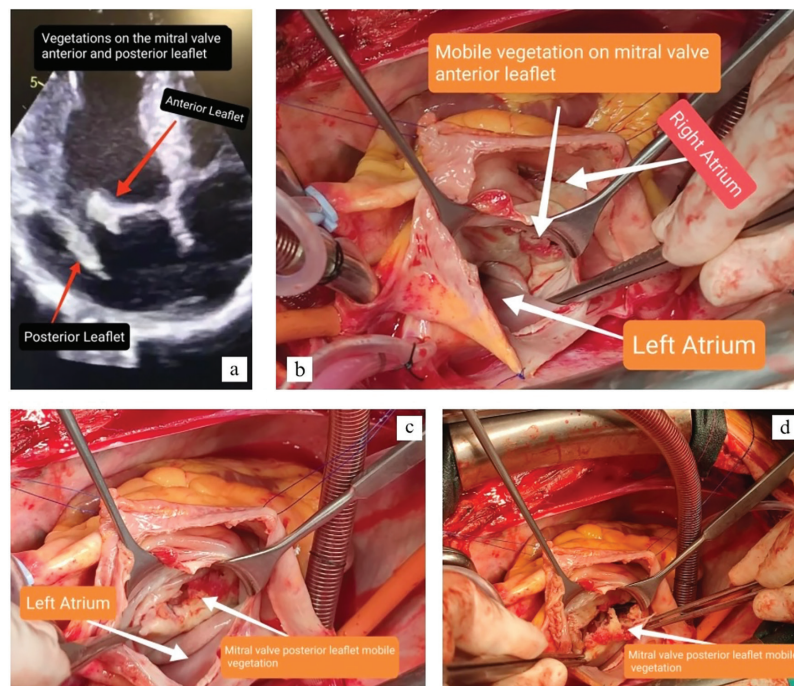 Vegetations on the mitral valve
anterior and posterior leaflet
5
Anterior Leaflet
Posterior Leaflet
a
Mobile vegetation on mitral valve
anterior leaflet
Right Atrium
Left Atrium
b
c
Left Atrium
Mitral valve posterior leaflet mobile
vegetation
d
Mitral valve posterior leaflet mobile
vegetation